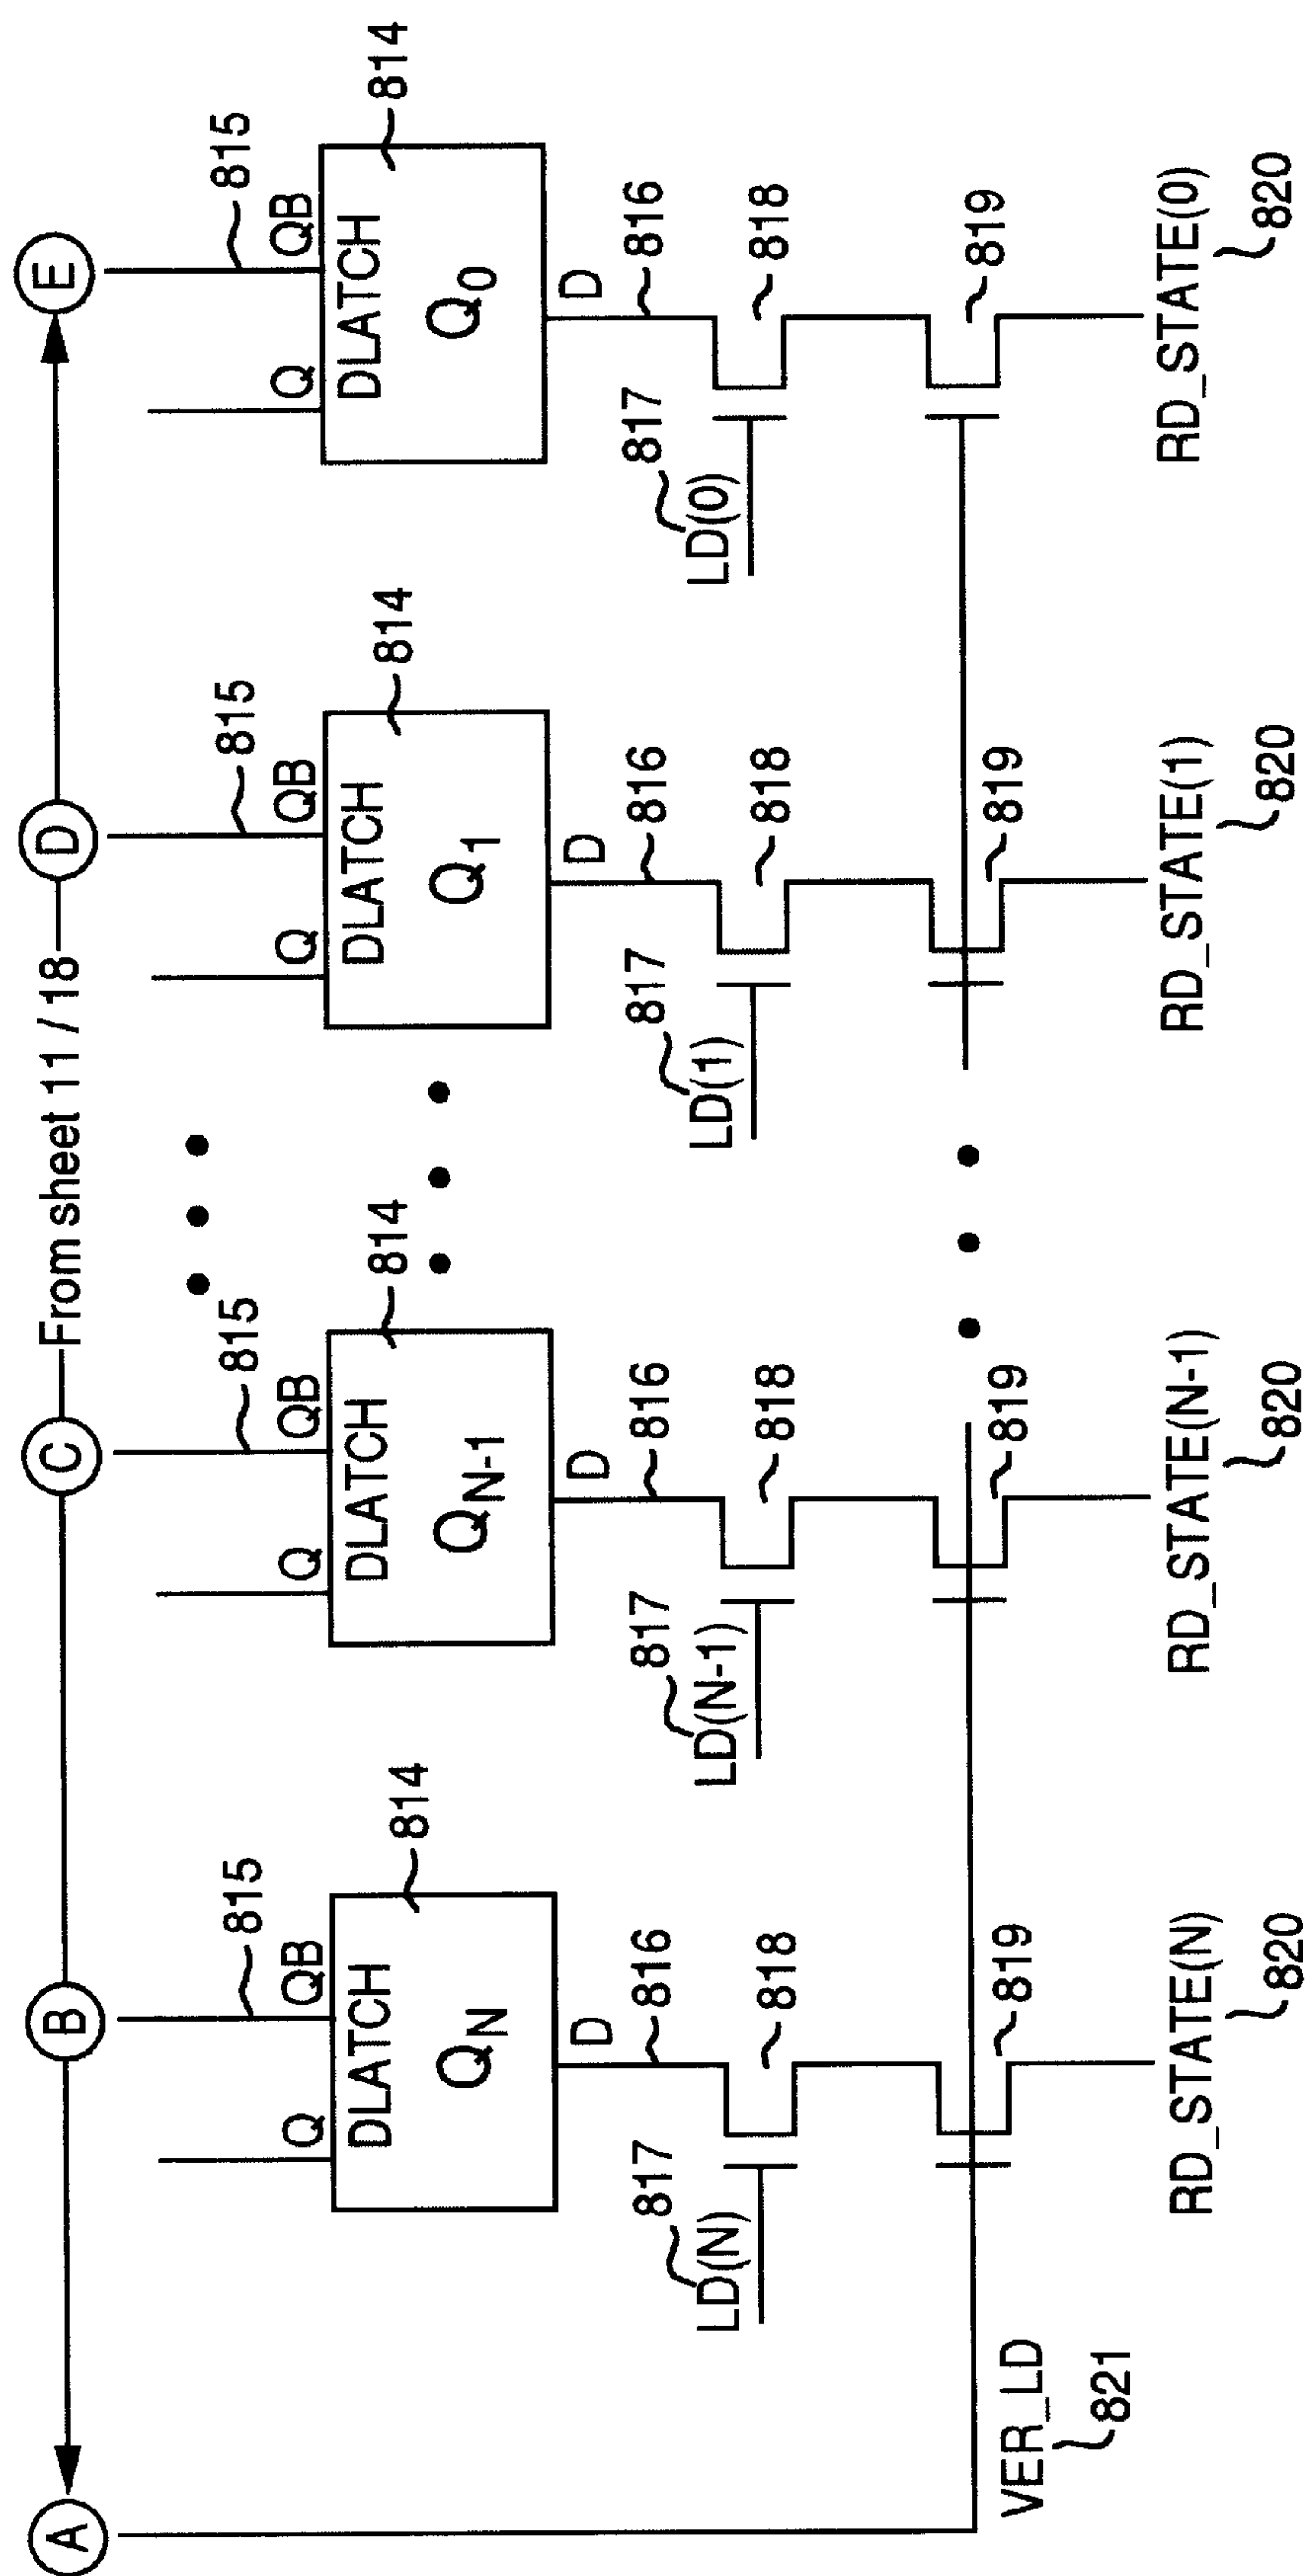 A
B
C
From sheet 11 / 18
D
E
815
815
815
815
814
814
814
814
Q QB
Q QB
Q QB
Q QB
DLATCH
DLATCH
DLATCH
DLATCH
QN
QN-1
Q1
Q0
D
D
D
D
816
816
816
816
817
817
817
817
LD(N)
LD(N-1)
LD(1)
LD(0)
818
818
818
818
819
819
819
819
VER_LD
821
RD_STATE(N)
RD_STATE(N-1)
RD_STATE(1)
RD_STATE(0)
820
820
820
820